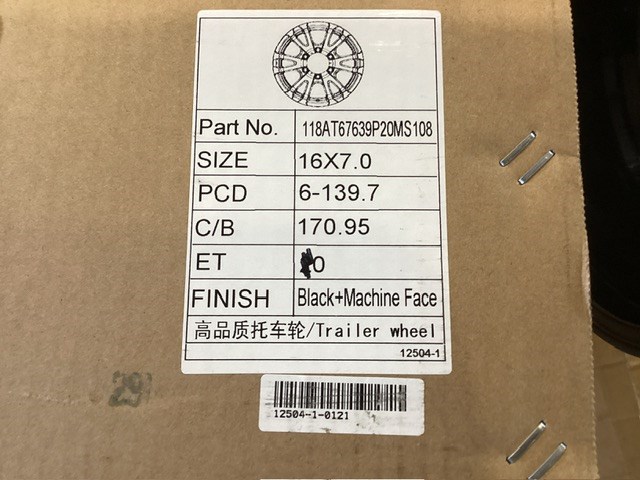 Part No. 118AT67639P20MS108
SIZE 16X7.0
PCD 6-139.7
C/B 170.95
ET 0
FINISH Black+Machine Face
高品质托车轮/Trailer wheel
12504-1
12504-1-0121
29